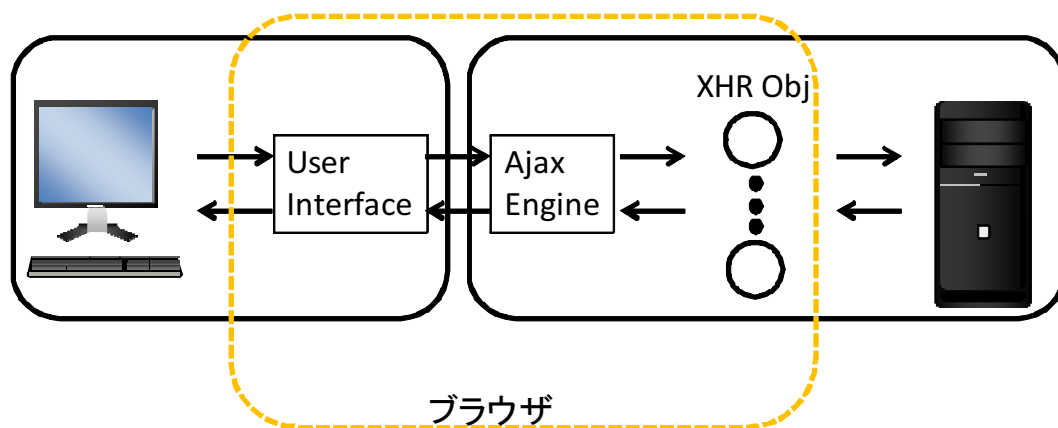 XHR Obj
User
Interface
Ajax
Engine
ブラウザ